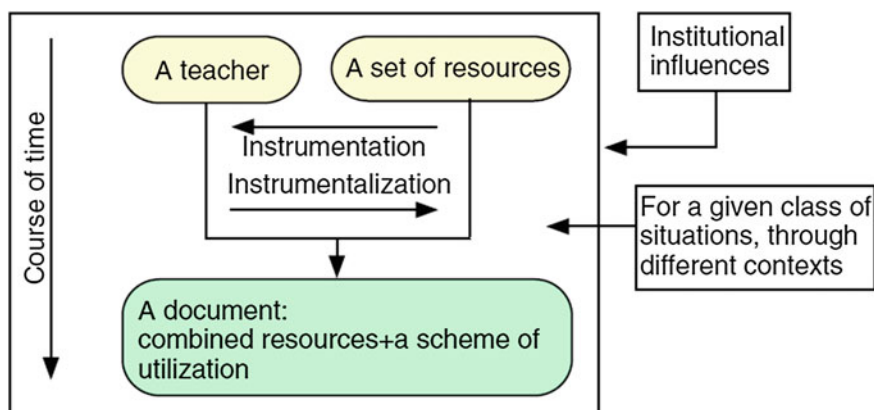 A teacher
A set of resources
Institutional
influences
Course of time
Instrumentation
Instrumentalization
For a given class of
situations, through
different contexts
A document:
combined resources+a scheme of
utilization